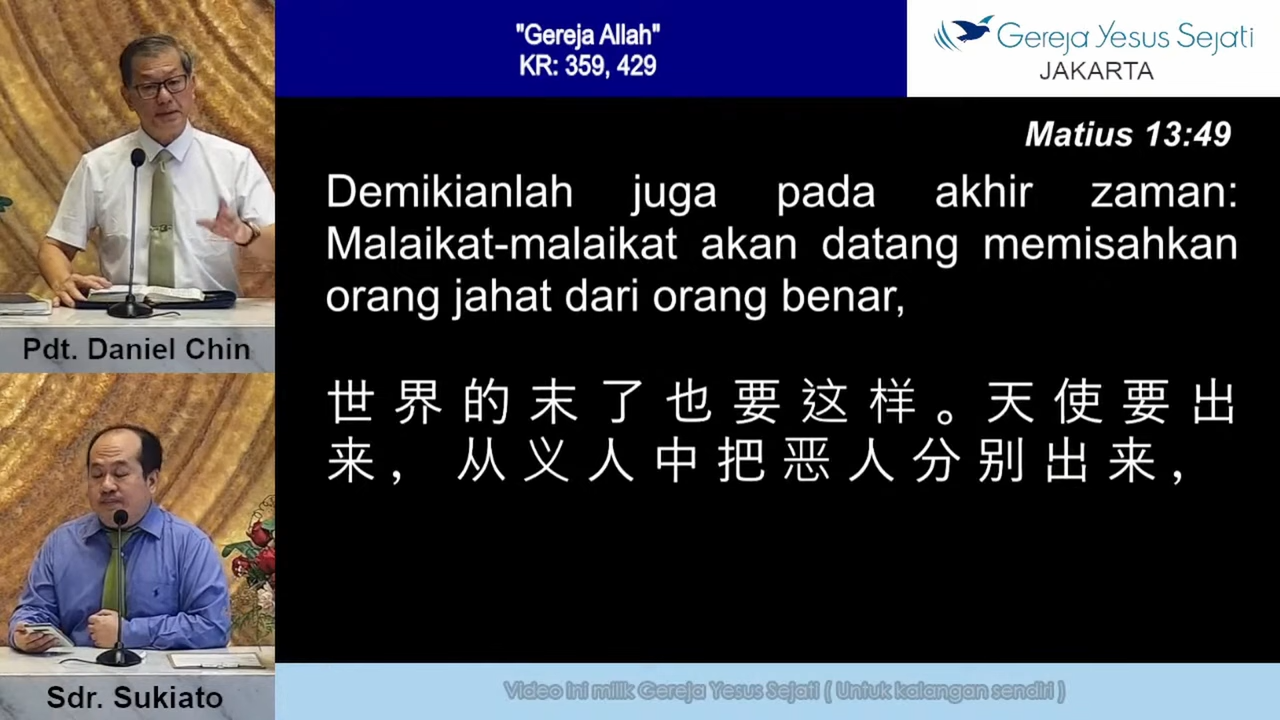 "Gereja Allah"
KR: 359, 429
Gereja Yesus Sejati
JAKARTA
Matius 13:49
Demikianlah juga pada akhir zaman:
Malaikat-malaikat akan datang memisahkan
orang jahat dari orang benar,
世界的末了也要这样。天使要出
来，从义人中把恶人分别出来，
Pdt. Daniel Chin
Sdr. Sukiato
Video ini milik Gereja Yesus Sejati ( Untuk kalangan sendiri )